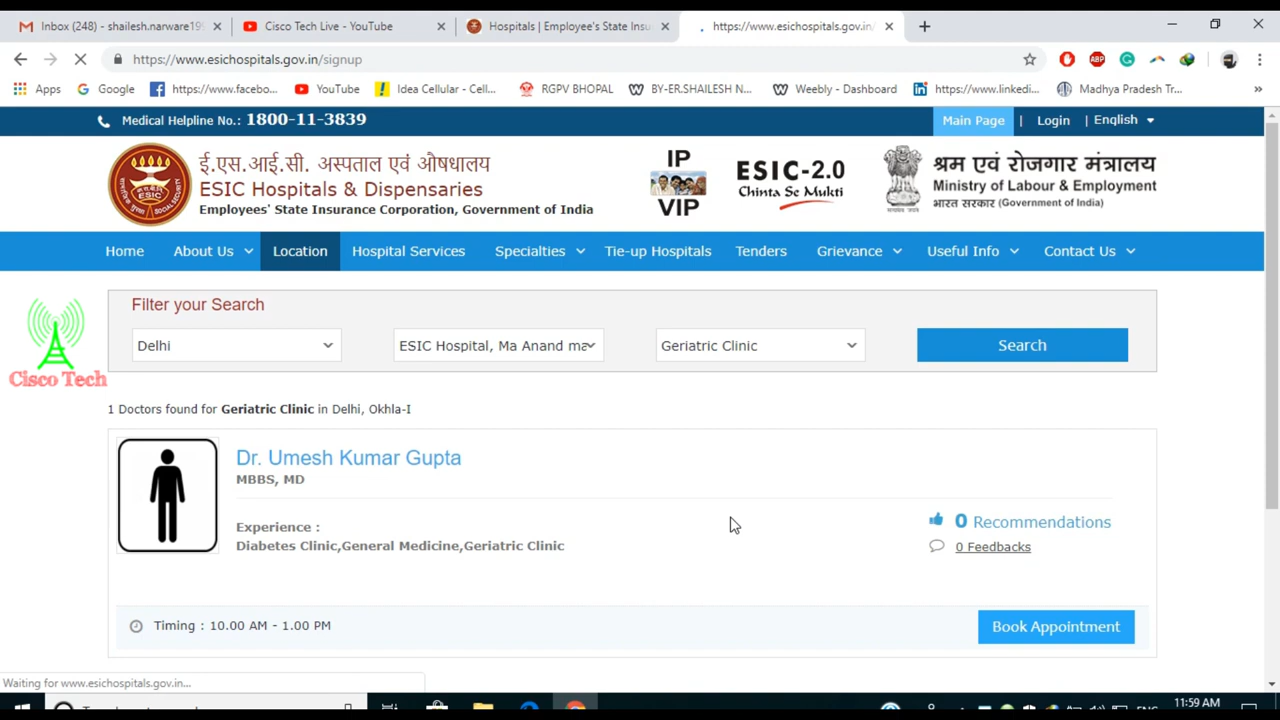 Inbox (248) - shailesh.narware199
Cisco Tech Live - YouTube
Hospitals | Employee's State Insu
https://www.esichospitals.gov.in/
https://www.esichospitals.gov.in/signup
Apps
Google
https://www.facebo...
YouTube
Idea Cellular - Cell...
RGPV BHOPAL
BY-ER.SHAILESH N...
Weebly - Dashboard
https://www.linkedi...
Madhya Pradesh Tr...
»
Medical Helpline No.: 1800-11-3839
Main Page | Login | English
ई.एस.आई.सी. अस्पताल एवं औषधालय
ESIC Hospitals & Dispensaries
Employees' State Insurance Corporation, Government of India
IP
VIP
ESIC-2.0
Chinta Se Mukti
श्रम एवं रोजगार मंत्रालय
Ministry of Labour & Employment
भारत सरकार (Government of India)
Home
About Us
Location
Hospital Services
Specialties
Tie-up Hospitals
Tenders
Grievance
Useful Info
Contact Us
Filter your Search
Delhi
ESIC Hospital, Ma Anand ma
Geriatric Clinic
Search
Cisco Tech
1 Doctors found for Geriatric Clinic in Delhi, Okhla-I
Dr. Umesh Kumar Gupta
MBBS, MD
Experience :
Diabetes Clinic,General Medicine,Geriatric Clinic
0 Recommendations
0 Feedbacks
Timing : 10.00 AM - 1.00 PM
Book Appointment
Waiting for www.esichospitals.gov.in...
11:59 AM